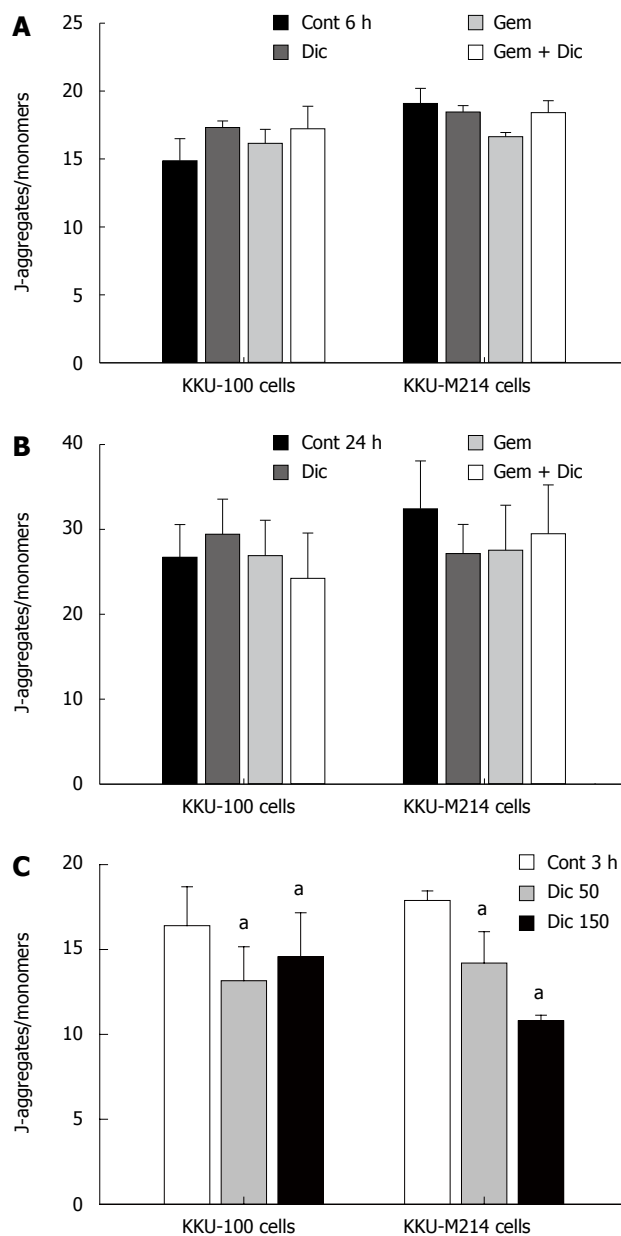 A
25
20
15
10
5
0
J-aggregates/monomers
Cont 6 h
Dic
Gem
Gem + Dic
KKU-100 cells
KKU-M214 cells
B
40
30
20
10
0
J-aggregates/monomers
Cont 24 h
Dic
Gem
Gem + Dic
KKU-100 cells
KKU-M214 cells
C
20
15
10
5
0
J-aggregates/monomers
Cont 3 h
Dic 50
Dic 150
a
a
a
a
KKU-100 cells
KKU-M214 cells